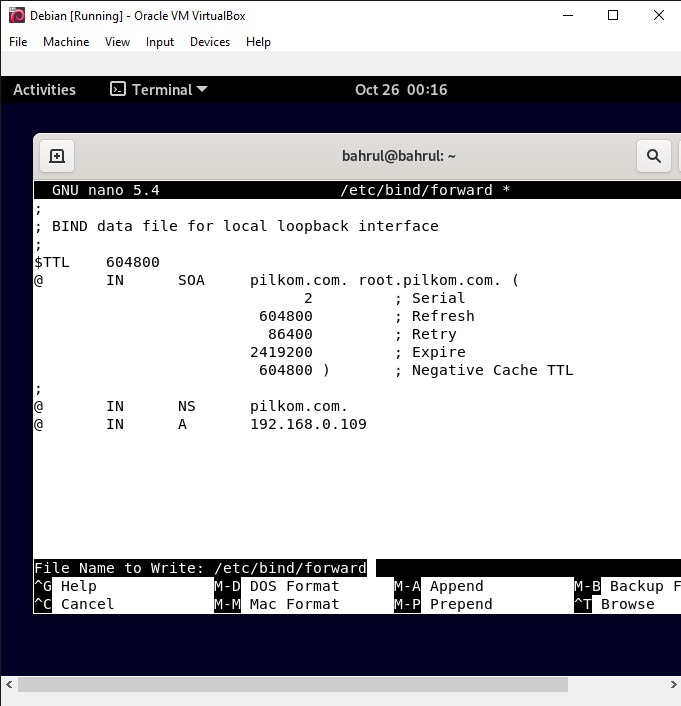 Debian [Running] - Oracle VM VirtualBox
File Machine View Input Devices Help
Activities Terminal Oct 26 00:16
bahrul@bahrul: ~
GNU nano 5.4 /etc/bind/forward *
;
; BIND data file for local loopback interface
;
$TTL 604800
@ IN SOA pilkom.com. root.pilkom.com. (
2 ; Serial
604800 ; Refresh
86400 ; Retry
2419200 ; Expire
604800 ) ; Negative Cache TTL
;
@ IN NS pilkom.com.
@ IN A 192.168.0.109
File Name to Write: /etc/bind/forward
^G Help M-D DOS Format M-A Append M-B Backup F
^C Cancel M-M Mac Format M-P Prepend ^T Browse